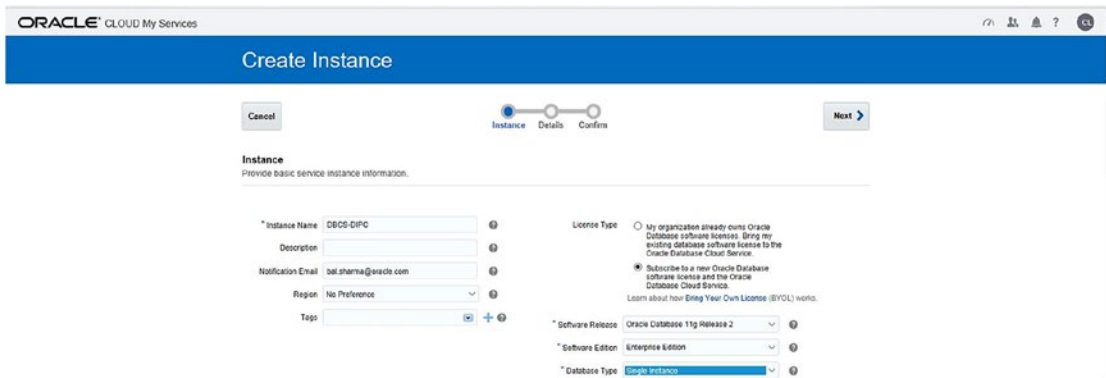 ORACLE® CLOUD My Services
? CL
Create Instance
Cancel
Instance Details Confirm
Next
Instance
Provide basic service instance information.
* Instance Name DBCS-DIPC
Description
Notification Email bal.sharma@oracle.com
Region No Preference
Tags
License Type
My organization already owns Oracle
Database software licenses. Bring my
existing database software license to the
Oracle Database Cloud Service.
Subscribe to a new Oracle Database
software license and the Oracle
Database Cloud Service.
Learn about how Bring Your Own License (BYOL) works.
* Software Release Oracle Database 11g Release 2
* Software Edition Enterprise Edition
* Database Type Single Instance